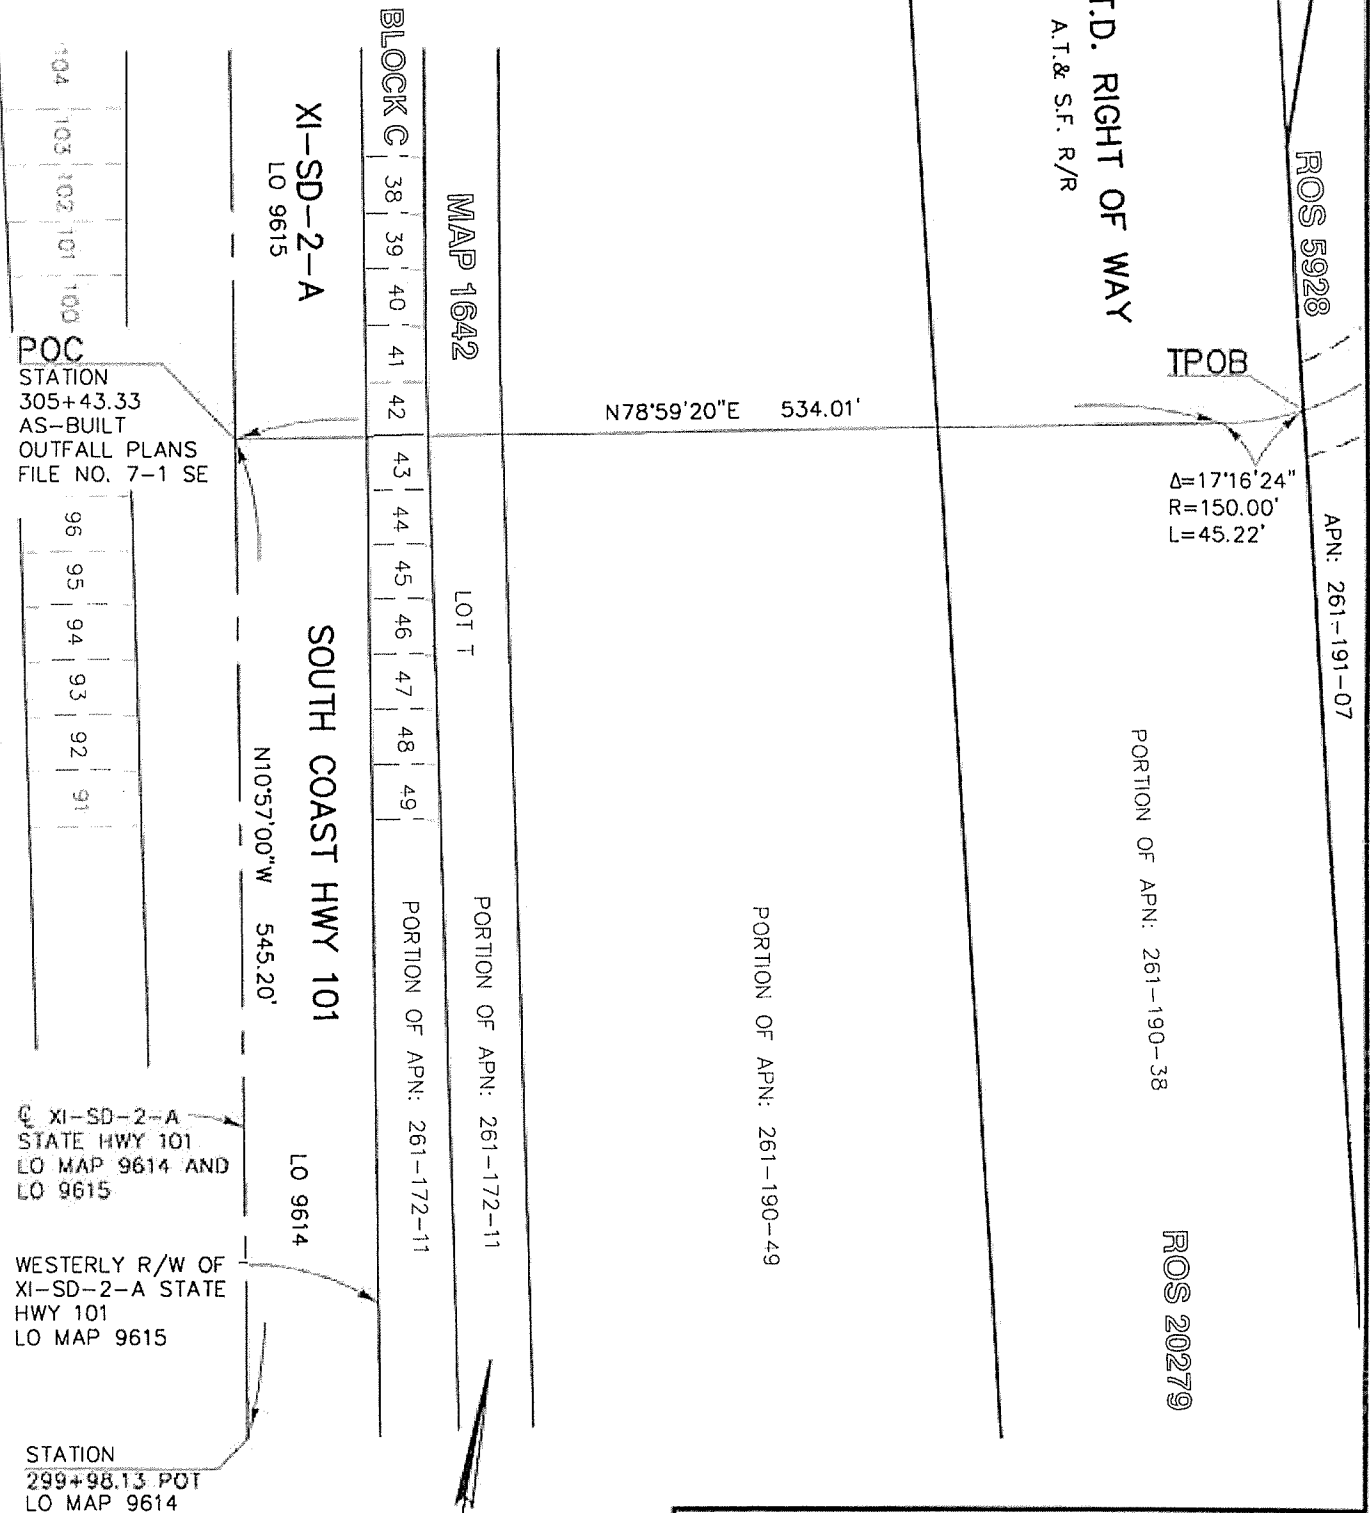 T.D. RIGHT OF WAY
A.T.& S.F. R/R
ROS 5928
BLOCK C
38
39
40
41
42
43
44
45
46
47
48
49
104
103
102
101
100
96
95
94
93
92
91
XI-SD-2-A
LO 9615
MAP 1642
POC
STATION
305+43.33
AS-BUILT
OUTFALL PLANS
FILE NO. 7-1 SE
N78°59'20"E 534.01'
TPOB
Δ=17°16'24"
R=150.00'
L=45.22'
APN: 261-191-07
LOT T
SOUTH COAST HWY 101
N10°57'00"W 545.20'
PORTION OF APN: 261-172-11
PORTION OF APN: 261-172-11
PORTION OF APN: 261-190-49
PORTION OF APN: 261-190-38
LO 9614
ROS 20279
℄ XI-SD-2-A
STATE HWY 101
LO MAP 9614 AND
LO 9615
WESTERLY R/W OF
XI-SD-2-A STATE
HWY 101
LO MAP 9615
STATION
299+98.13 POT
LO MAP 9614